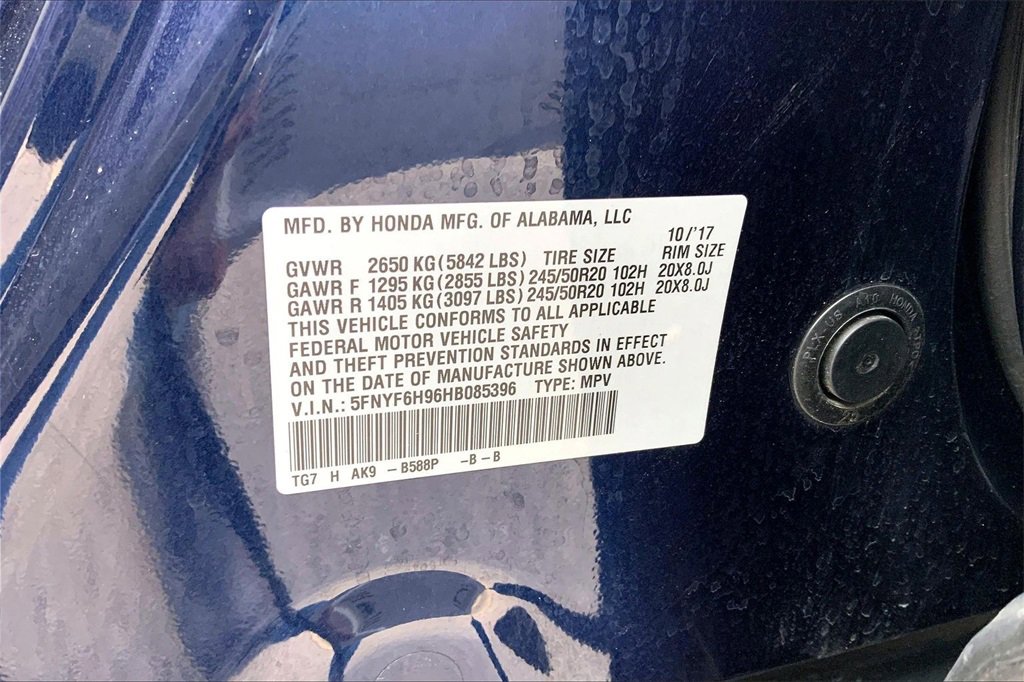 MFD. BY HONDA MFG. OF ALABAMA, LLC
10/'17
GVWR 2650 KG(5842 LBS) TIRE SIZE RIM SIZE
GAWR F 1295 KG(2855 LBS) 245/50R20 102H 20X8.0J
GAWR R 1405 KG(3097 LBS) 245/50R20 102H 20X8.0J
THIS VEHICLE CONFORMS TO ALL APPLICABLE
FEDERAL MOTOR VEHICLE SAFETY
AND THEFT PREVENTION STANDARDS IN EFFECT
ON THE DATE OF MANUFACTURE SHOWN ABOVE.
V.I.N.: 5FNYF6H96HB085396 TYPE: MPV
TG7 H AK9 -B588P -B-B
US HONDA